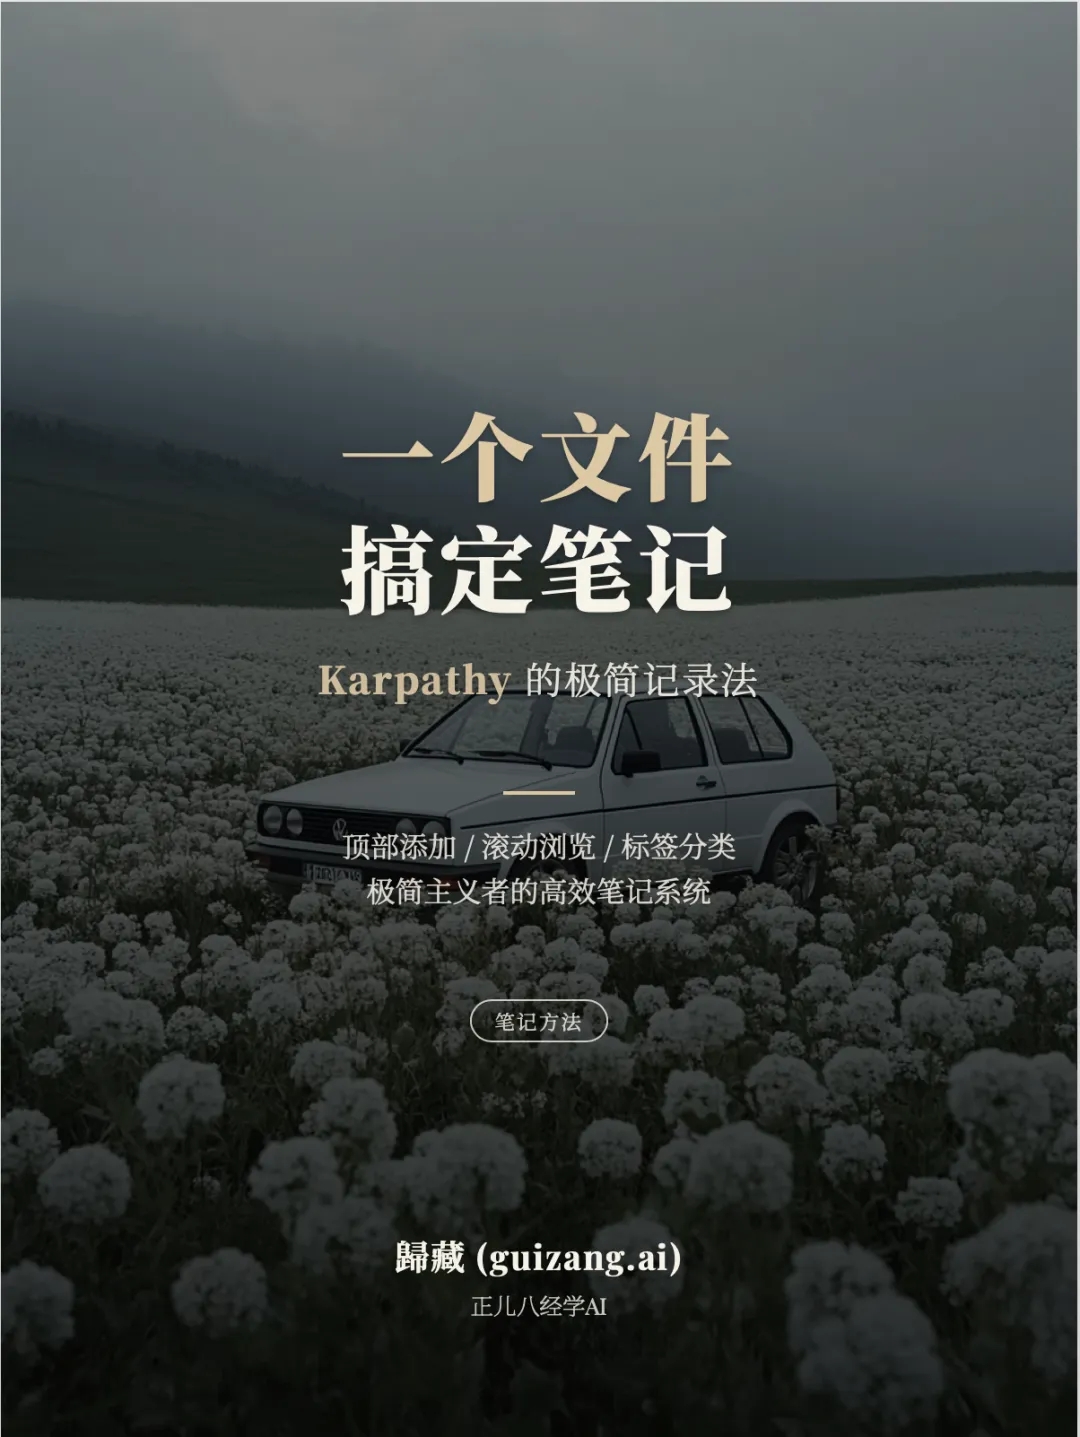 一个文件
搞定笔记
Karpathy 的极简记录法
顶部添加 / 滚动浏览 / 标签分类
极简主义者的高效笔记系统
笔记方法
歸藏 (guizang.ai)
正儿八经学AI